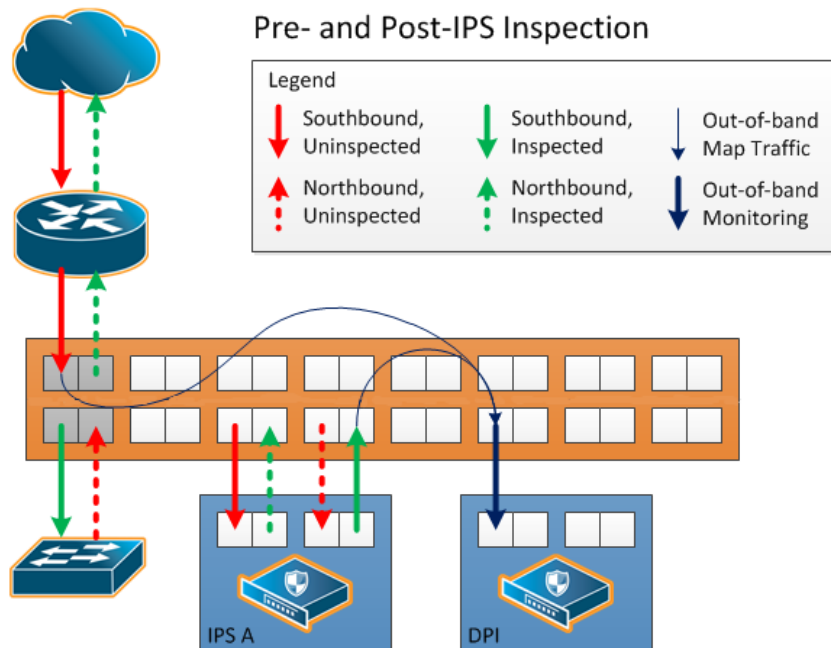 Pre- and Post-IPS Inspection
Legend
Southbound,
Uninspected
Southbound,
Inspected
Out-of-band
Map Traffic
Northbound,
Uninspected
Northbound,
Inspected
Out-of-band
Monitoring
IPS A
DPI